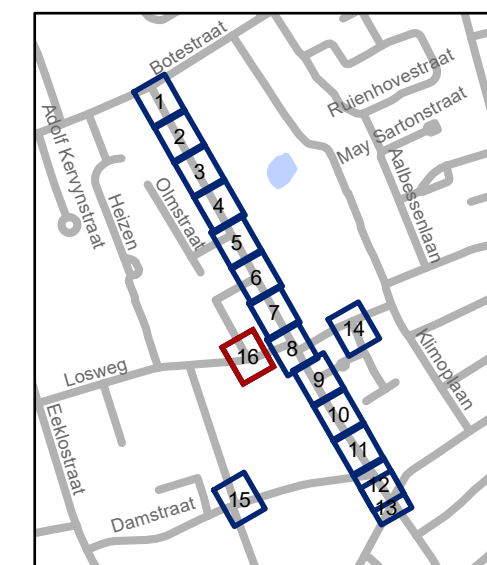 Botestraat
Ruienhovestraat
May Sartonstraat
Adolf Kervynstraat
Aalbessenlaan
Heizen
Olmstraat
1
2
3
4
5
6
7
8
14
16
9
Klimoplaan
Losweg
10
Eeklostraat
11
12
13
15
Damstraat